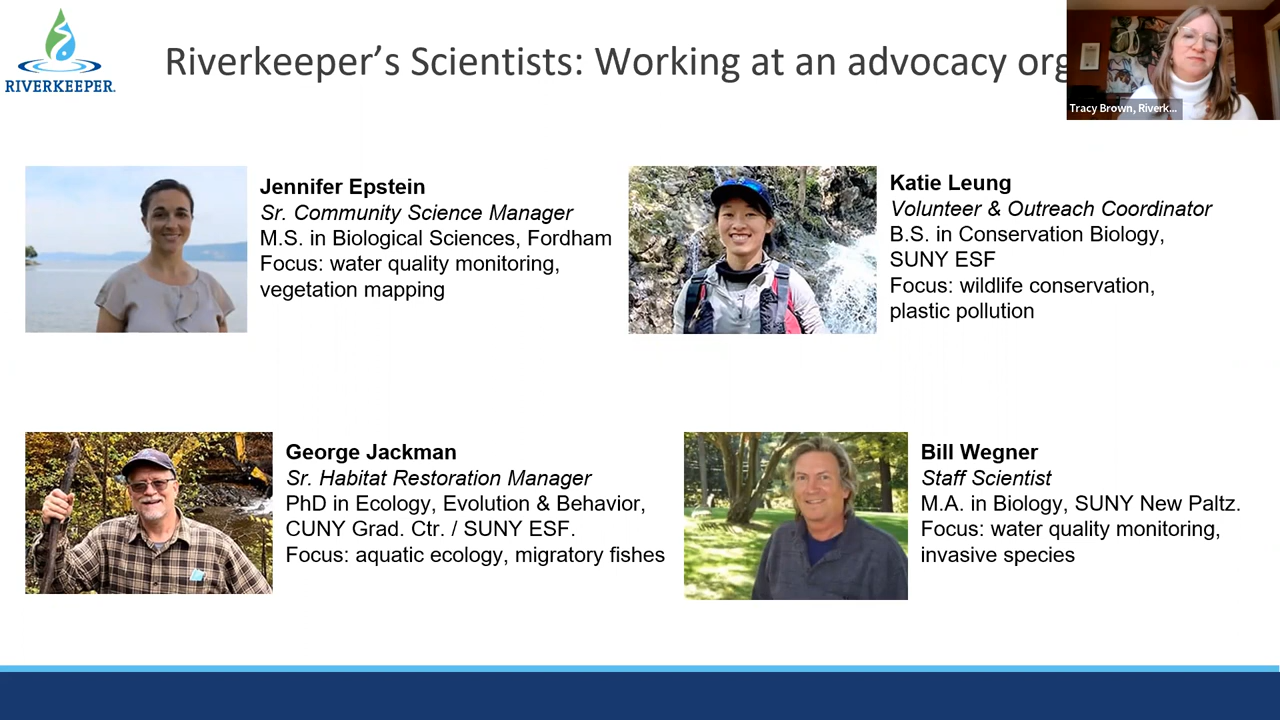 RIVERKEEPER.
Riverkeeper's Scientists: Working at an advocacy org
Tracy Brown, Riverk...
Jennifer Epstein
Sr. Community Science Manager
M.S. in Biological Sciences, Fordham
Focus: water quality monitoring,
vegetation mapping
Katie Leung
Volunteer & Outreach Coordinator
B.S. in Conservation Biology,
SUNY ESF
Focus: wildlife conservation,
plastic pollution
George Jackman
Sr. Habitat Restoration Manager
PhD in Ecology, Evolution & Behavior,
CUNY Grad. Ctr. / SUNY ESF.
Focus: aquatic ecology, migratory fishes
Bill Wegner
Staff Scientist
M.A. in Biology, SUNY New Paltz.
Focus: water quality monitoring,
invasive species